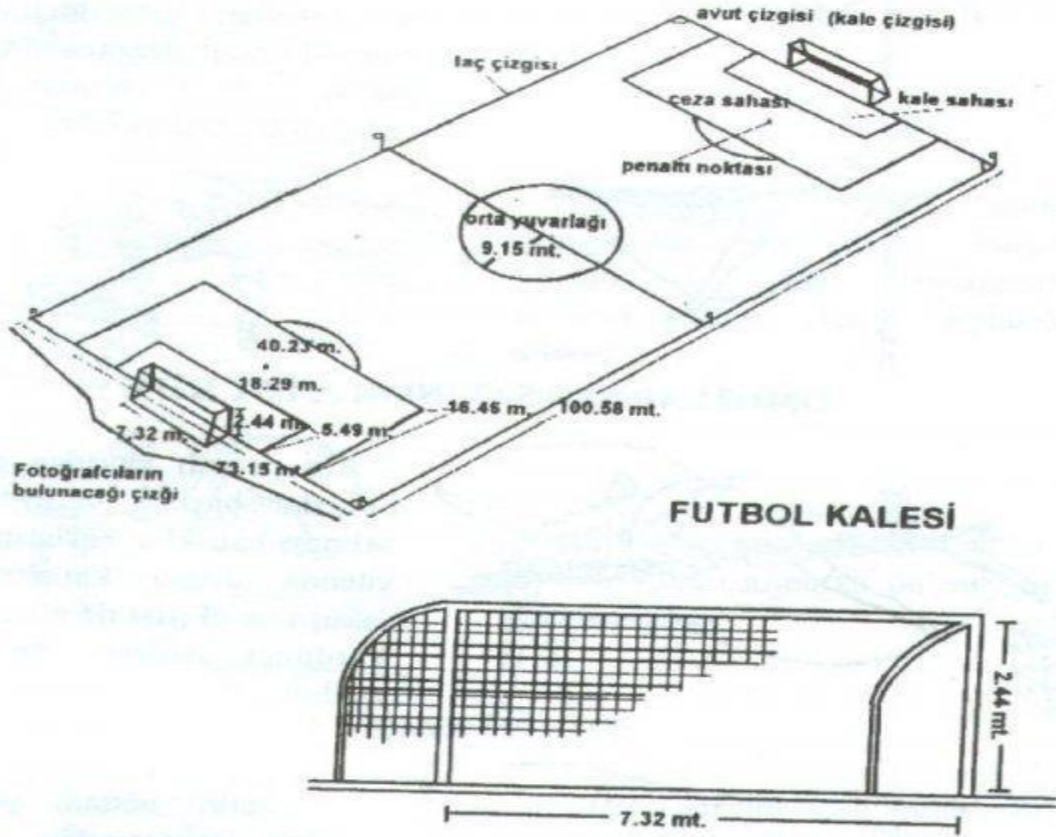 avut çizgisi (kale çizgisi)
taç çizgisi
ceza sahası
kale sahası
penaltı noktası
orta yuvarlağı
9.15 mt.
40.23 m.
18.29 m.
16.46 m.
100.58 mt.
2.44 m.
5.49 m.
7.32 m.
73.15 mt.
Fotoğrafcıların
bulunacağı çizği
FUTBOL KALESİ
2.44 mt.
7.32 mt.